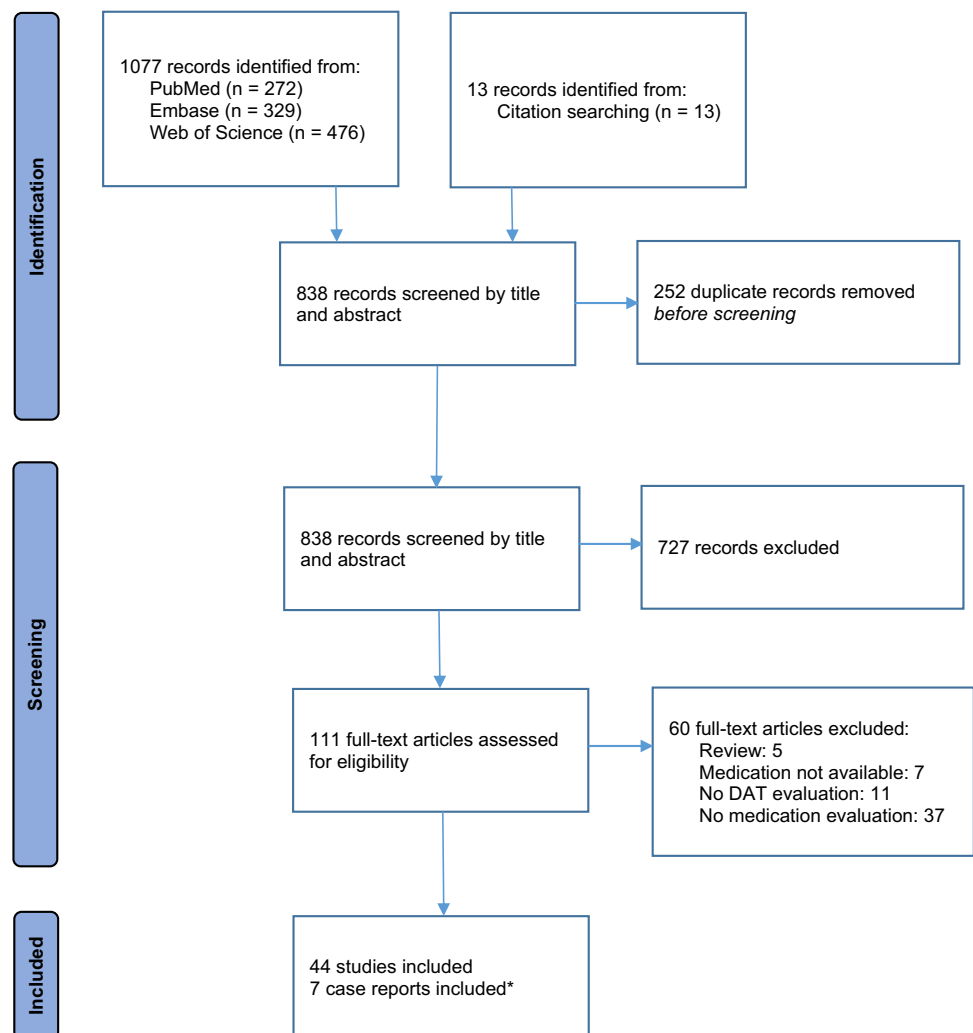 Identification
1077 records identified from:
PubMed (n = 272)
Embase (n = 329)
Web of Science (n = 476)
13 records identified from:
Citation searching (n = 13)
838 records screened by title
and abstract
252 duplicate records removed
before screening
Screening
838 records screened by title
and abstract
727 records excluded
111 full-text articles assessed
for eligibility
60 full-text articles excluded:
Review: 5
Medication not available: 7
No DAT evaluation: 11
No medication evaluation: 37
Included
44 studies included
7 case reports included*